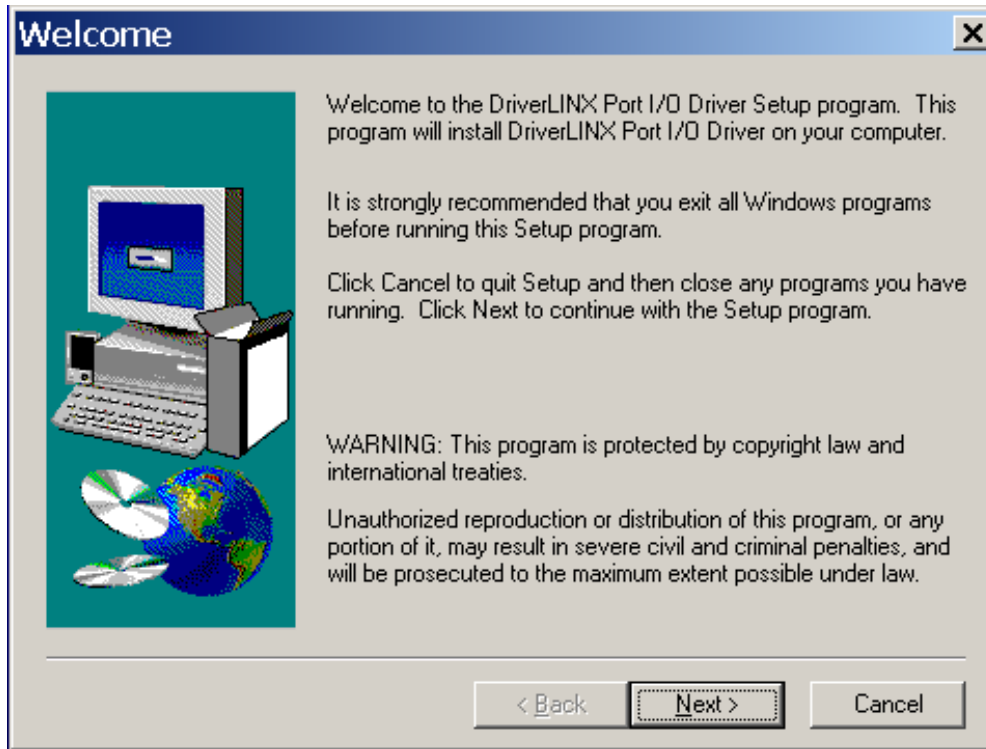 Welcome
Welcome to the DriverLINX Port I/O Driver Setup program.  This
program will install DriverLINX Port I/O Driver on your computer.
It is strongly recommended that you exit all Windows programs
before running this Setup program.
Click Cancel to quit Setup and then close any programs you have
running.  Click Next to continue with the Setup program.
WARNING: This program is protected by copyright law and
international treaties.
Unauthorized reproduction or distribution of this program, or any
portion of it, may result in severe civil and criminal penalties, and
will be prosecuted to the maximum extent possible under law.
< Back
Next >
Cancel